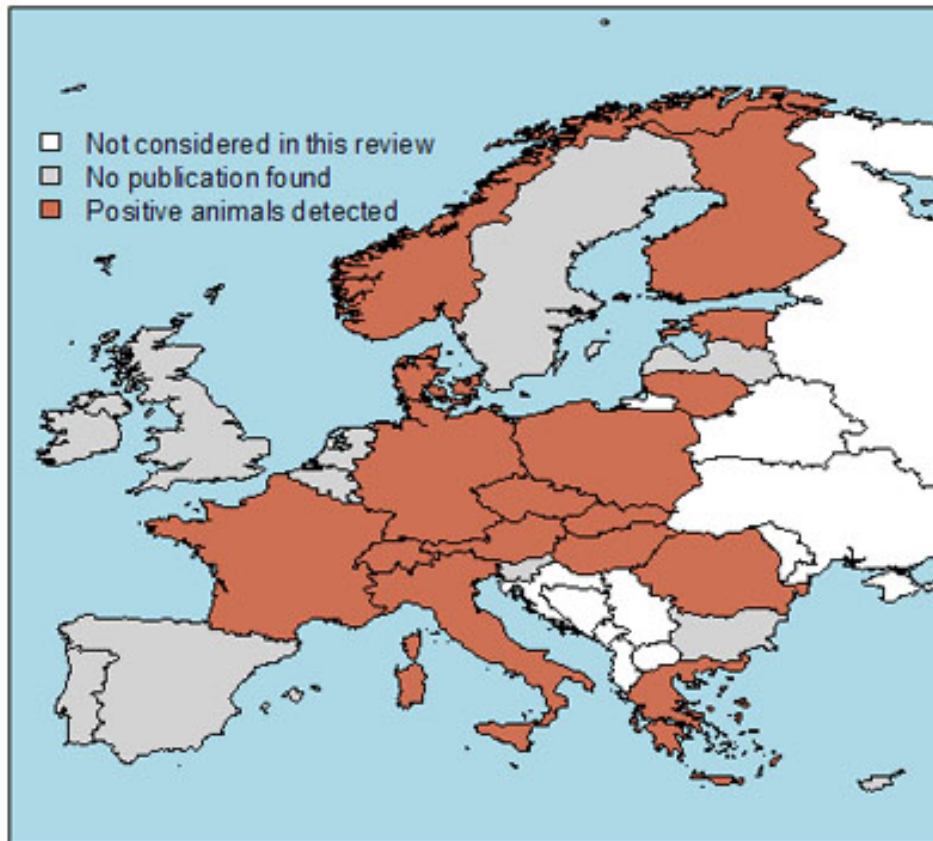 Not considered in this review
No publication found
Positive animals detected